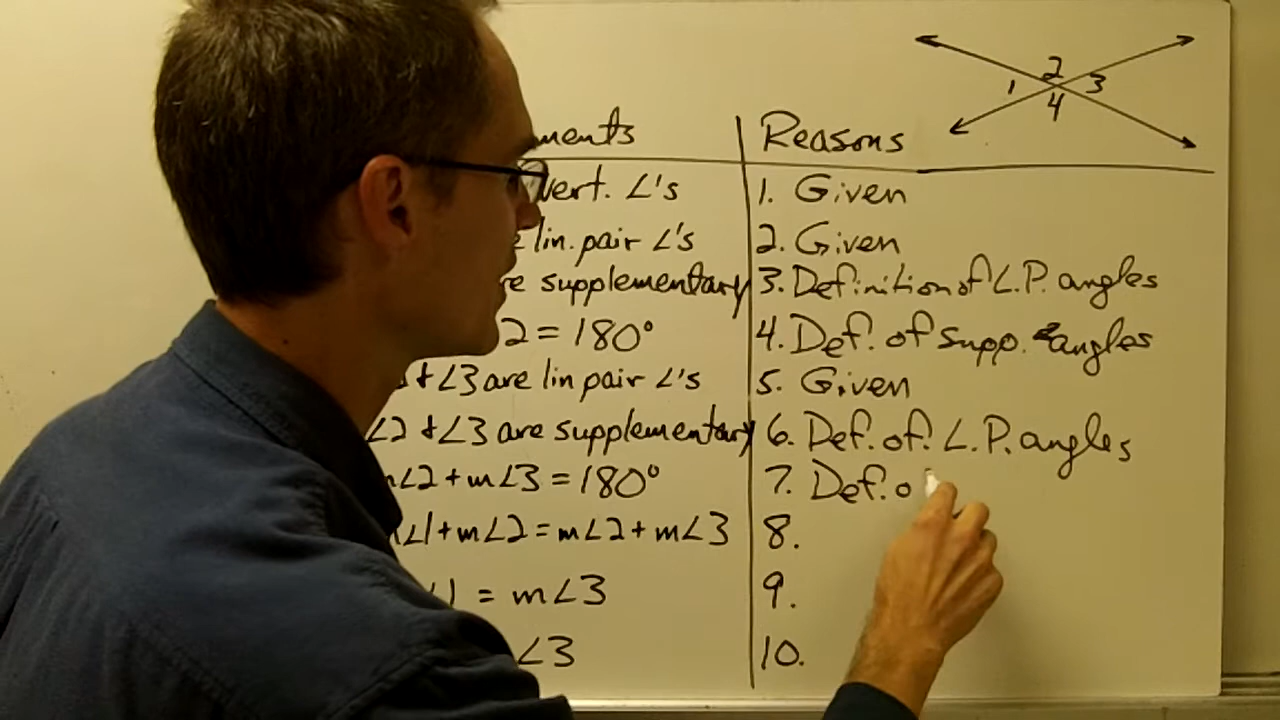 2
1 3
4
ments Reasons
vert. ∠'s 1. Given
lin. pair ∠'s 2. Given
re supplementary 3. Definition of L.P. angles
2 = 180° 4. Def. of supp. angles
+ ∠3 are lin pair ∠'s 5. Given
∠2 + ∠3 are supplementary 6. Def. of. L.P. angles
m∠2 + m∠3 = 180° 7. Def. o
∠1 + m∠2 = m∠2 + m∠3 8.
1 = m∠3 9.
∠3 10.